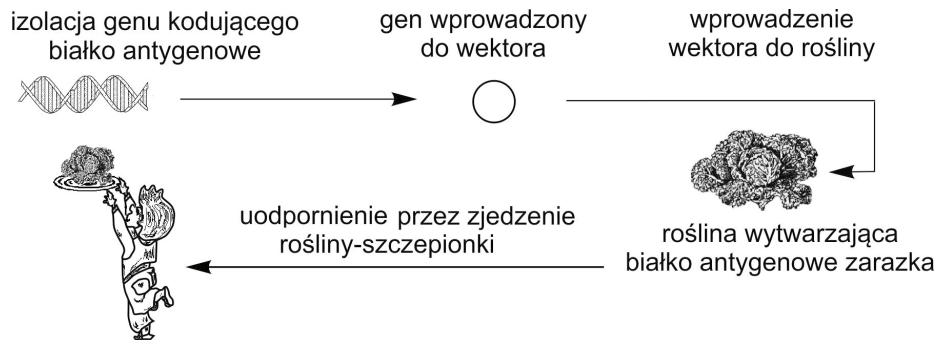 izolacja genu kodującego
białko antygenowe
gen wprowadzony
do wektora
wprowadzenie
wektora do rośliny
roślina wytwarzająca
białko antygenowe zarazka
uodpornienie przez zjedzenie
rośliny-szczepionki